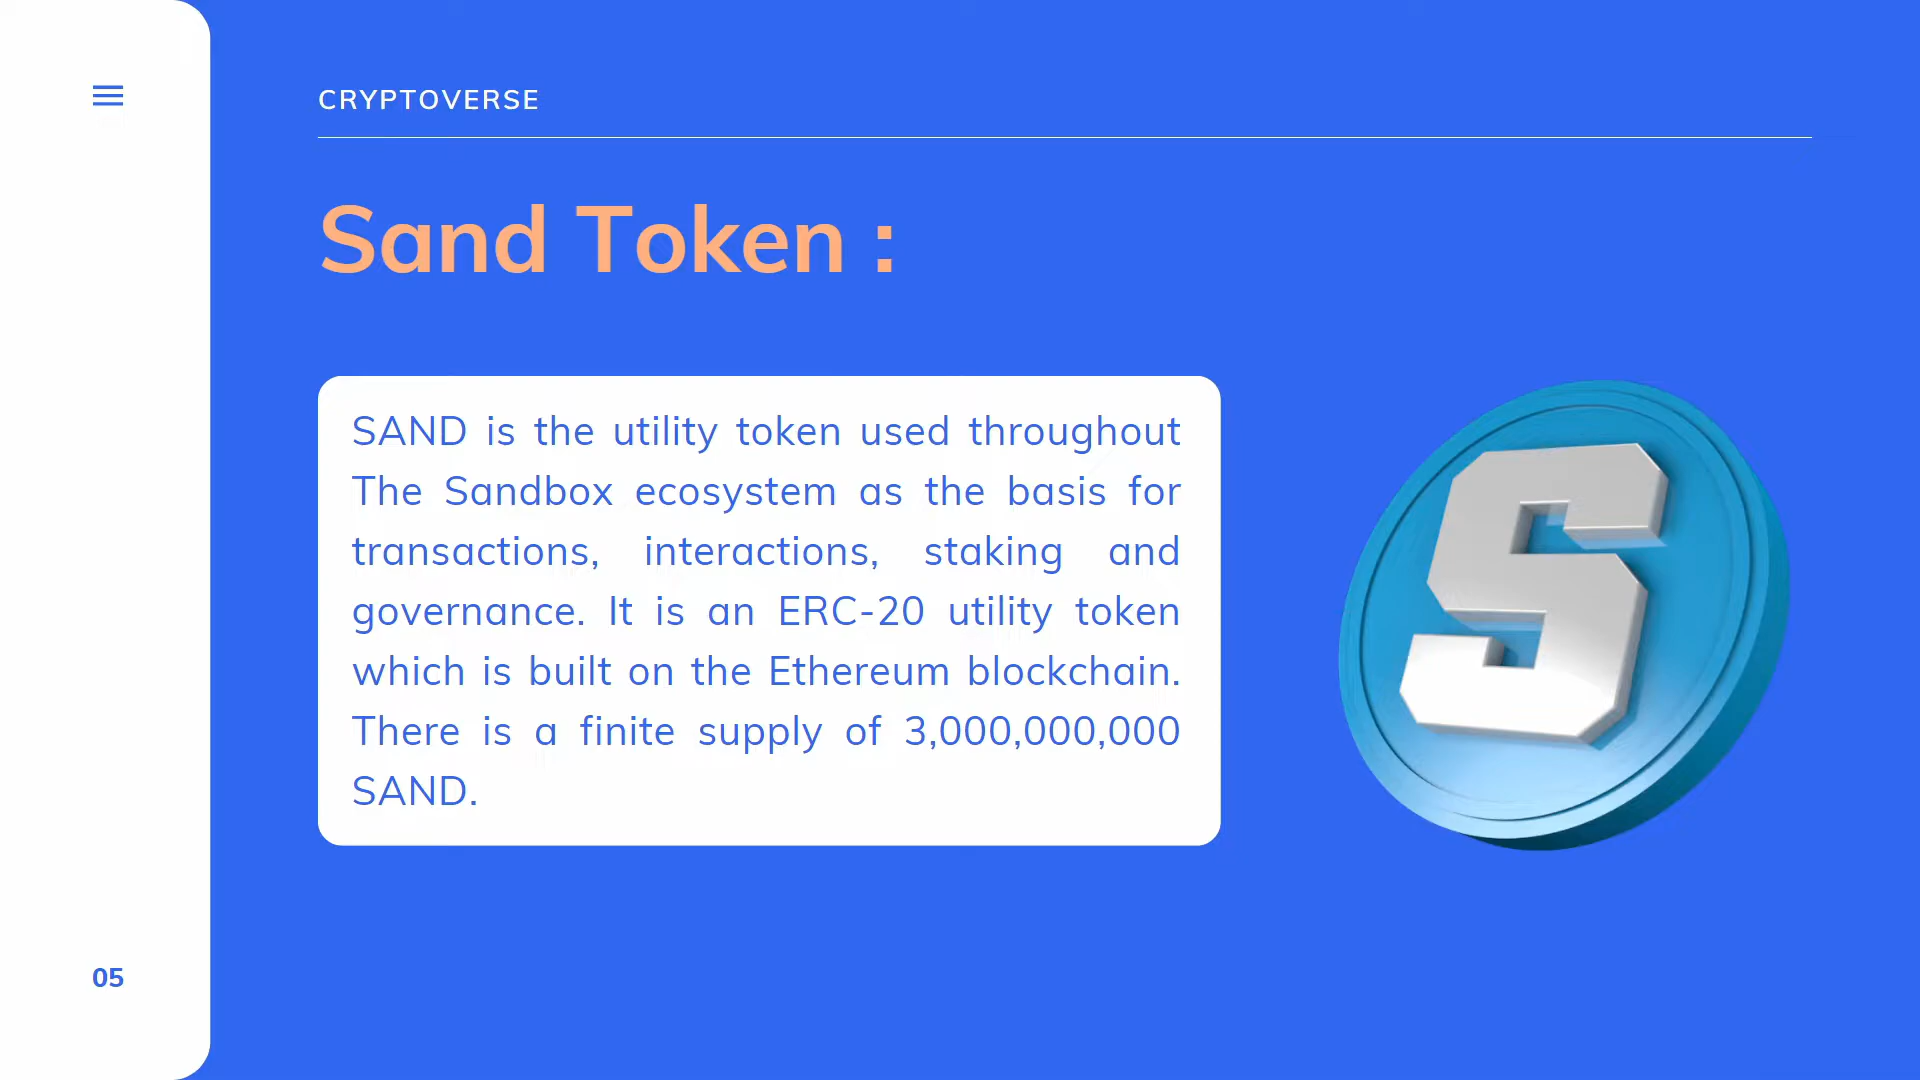 CRYPTOVERSE
Sand Token :
SAND is the utility token used throughout
The Sandbox ecosystem as the basis for
transactions, interactions, staking and
governance. It is an ERC-20 utility token
which is built on the Ethereum blockchain.
There is a finite supply of 3,000,000,000
SAND.
S
05